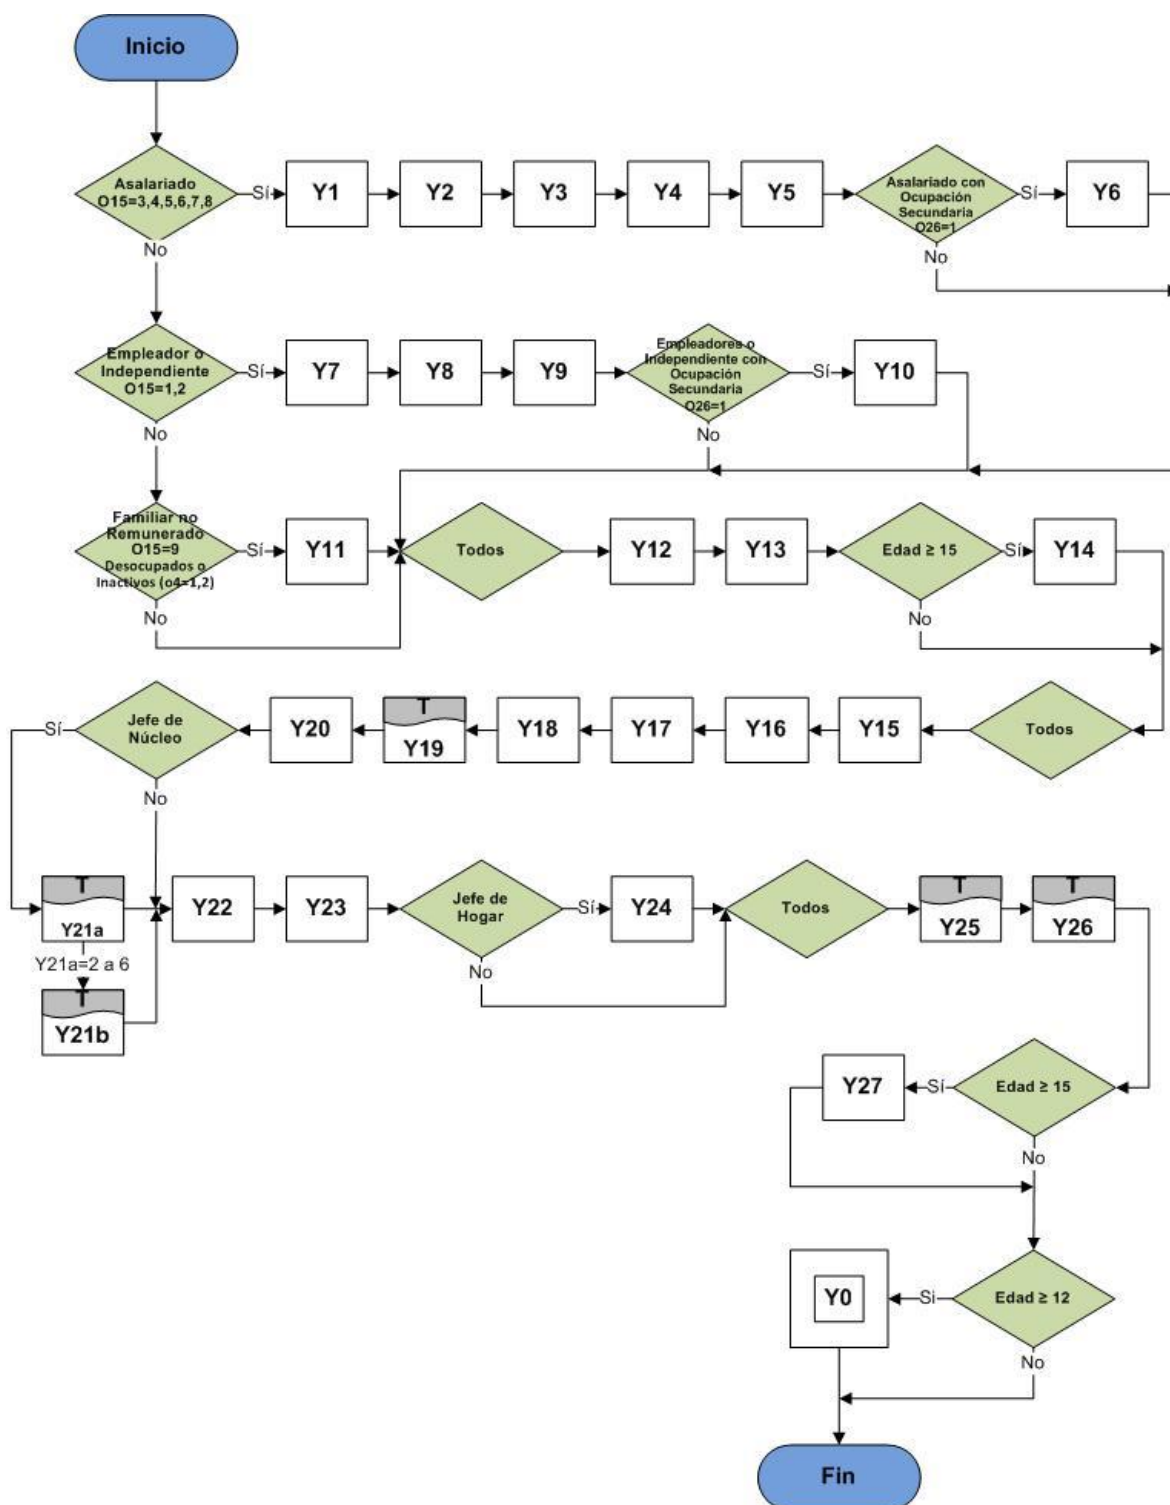 Inicio
Asalariado
O15=3,4,5,6,7,8
Sí
Y1
Y2
Y3
Y4
Y5
Asalariado con
Ocupación
Secundaria
O26=1
Sí
Y6
No
No
Empleador o
Independiente
O15=1,2
Sí
Y7
Y8
Y9
Empleadores o
Independiente con
Ocupación
Secundaria
O26=1
Sí
Y10
No
No
Familiar no
Remunerado
O15=9
Desocupados o
Inactivos (o4=1,2)
Sí
Y11
Todos
Y12
Y13
Edad ≥ 15
Sí
Y14
No
No
Jefe de
Núcleo
Sí
Y20
T
Y19
Y18
Y17
Y16
Y15
Todos
No
T
Y21a
Y21a=2 a 6
T
Y21b
Y22
Y23
Jefe de
Hogar
Sí
Y24
No
Todos
T
Y25
T
Y26
Y27
Sí
Edad ≥ 15
No
Y0
Si
Edad ≥ 12
No
Fin